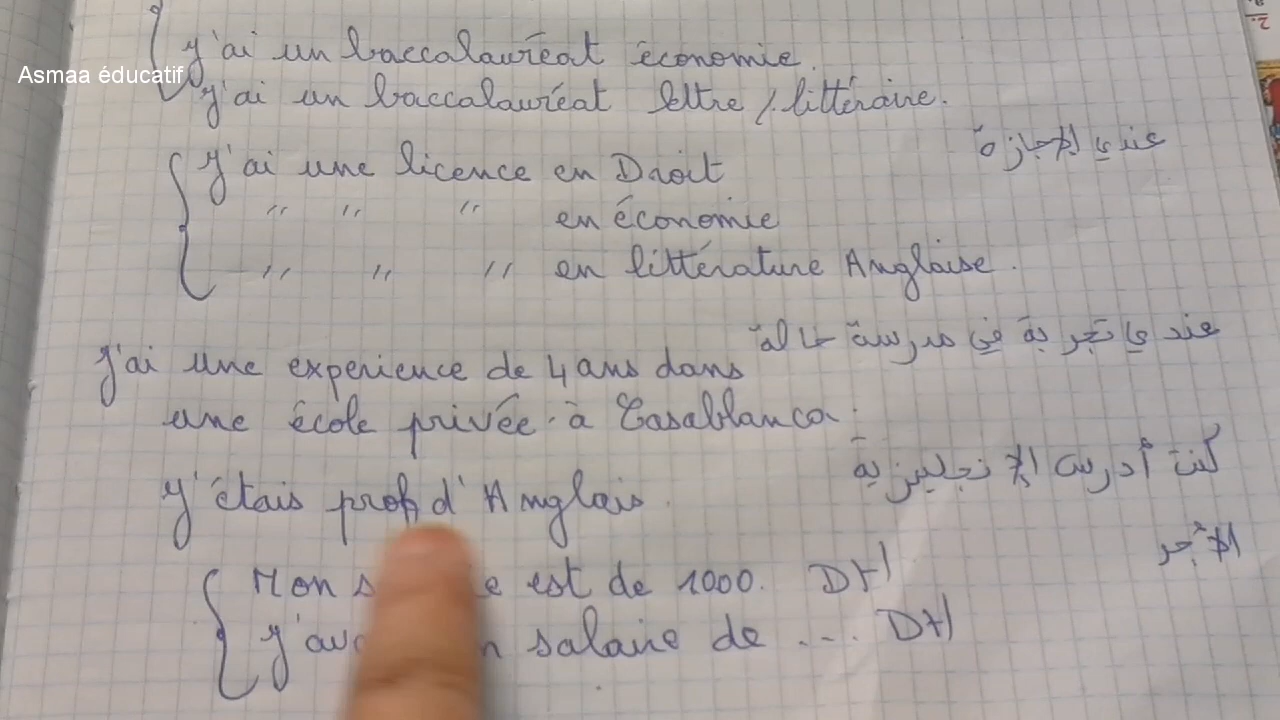 J'ai un baccalauréat économie.
Asmaa éducatif
J'ai un baccalauréat lettre / littéraire.
عندي الإجازة
J'ai une licence en Droit
" " " en économie
" " " en littérature Anglaise.
عندي تجربة في مدرسة خاصة
J'ai une experience de 4 ans dans
une école privée à Casablanca.
كنت أدرس الإنجليزية
J'étais prof d'Anglais.
الأجر
Mon est de 1000. DH
J' salaire de ... DH